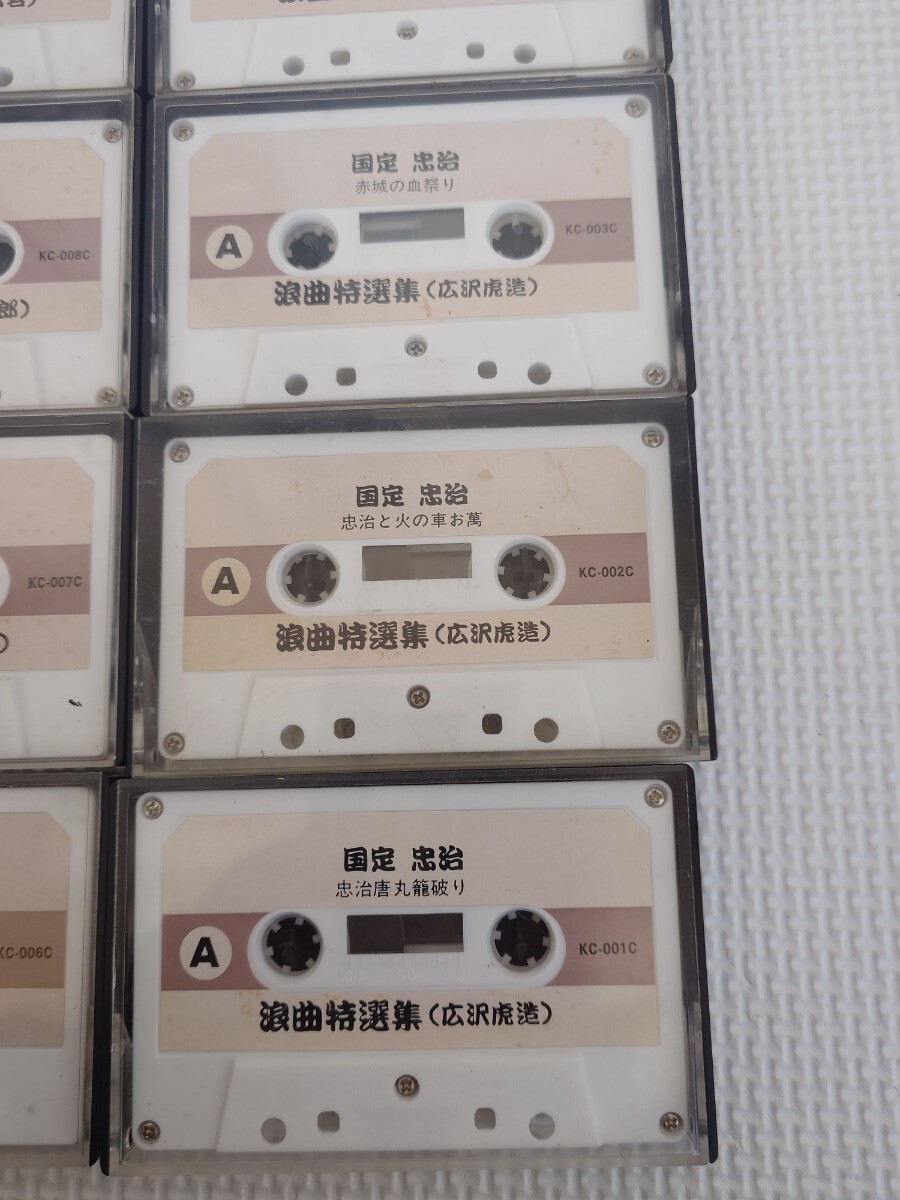 国定 忠治
赤城の血祭り
A
KC-003C
浪曲特選集(広沢虎造)
KC-008C
郎)
国定 忠治
忠治と火の車お萬
A
KC-002C
浪曲特選集(広沢虎造)
KC-007C
)
国定 忠治
忠治唐丸籠破り
A
KC-001C
浪曲特選集(広沢虎造)
KC-006C